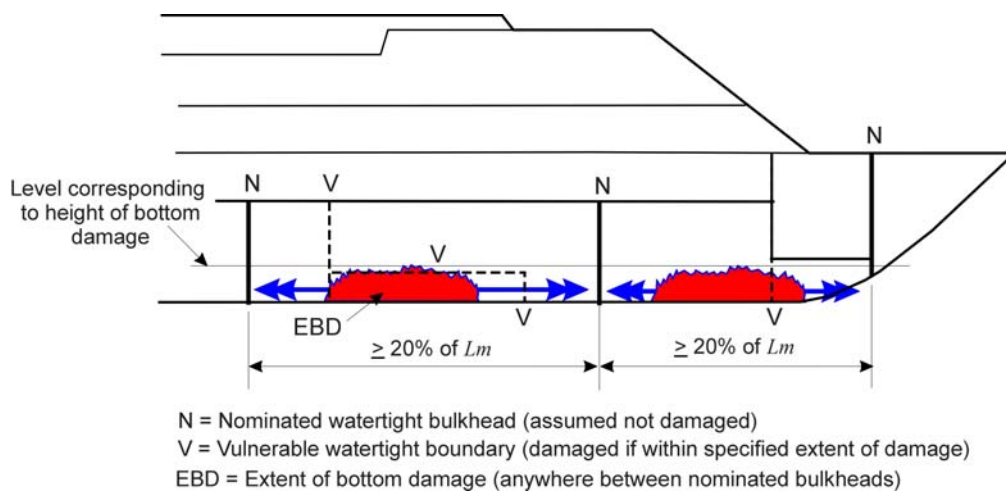 N
Level corresponding
to height of bottom
damage
N
V
N
V
EBD
V
V
≥ 20% of Lm
≥ 20% of Lm
N = Nominated watertight bulkhead (assumed not damaged)
V = Vulnerable watertight boundary (damaged if within specified extent of damage)
EBD = Extent of bottom damage (anywhere between nominated bulkheads)